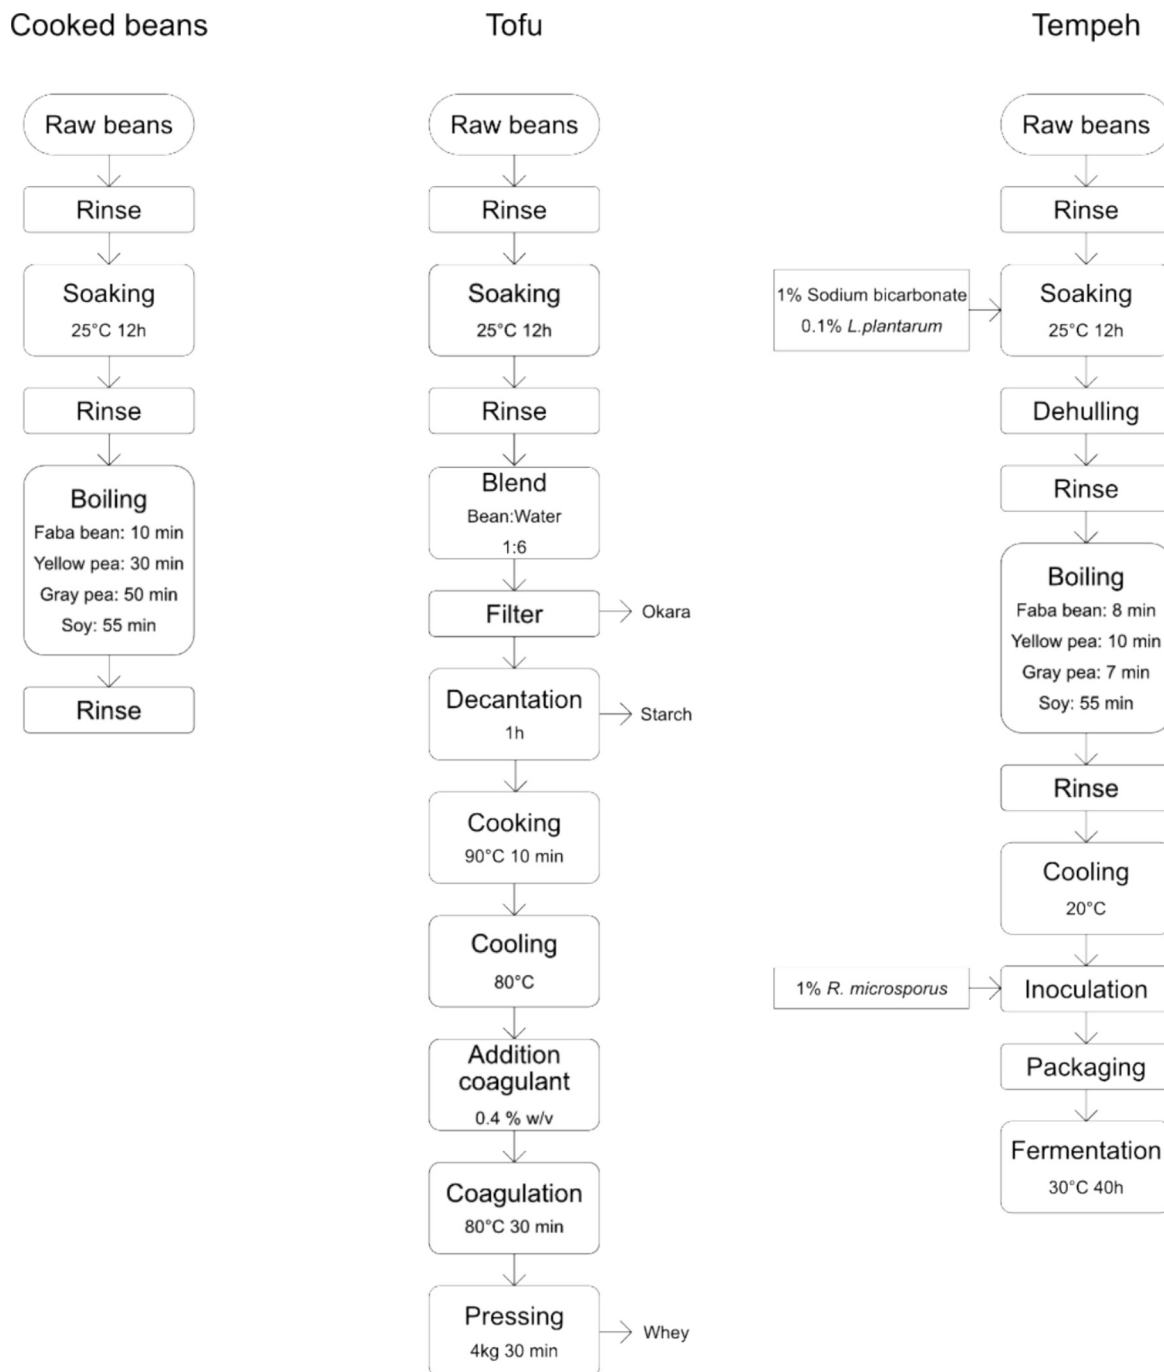 Cooked beans
Raw beans
Rinse
Soaking
25°C 12h
Rinse
Boiling
Faba bean: 10 min
Yellow pea: 30 min
Gray pea: 50 min
Soy: 55 min
Rinse
Tofu
Raw beans
Rinse
Soaking
25°C 12h
Rinse
Blend
Bean:Water
1:6
Filter
Okara
Decantation
1h
Starch
Cooking
90°C 10 min
Cooling
80°C
Addition
coagulant
0.4 % w/v
Coagulation
80°C 30 min
Pressing
4kg 30 min
Whey
Tempeh
Raw beans
Rinse
1% Sodium bicarbonate
0.1% L.plantarum
Soaking
25°C 12h
Dehulling
Rinse
Boiling
Faba bean: 8 min
Yellow pea: 10 min
Gray pea: 7 min
Soy: 55 min
Rinse
Cooling
20°C
1% R. microsporus
Inoculation
Packaging
Fermentation
30°C 40h